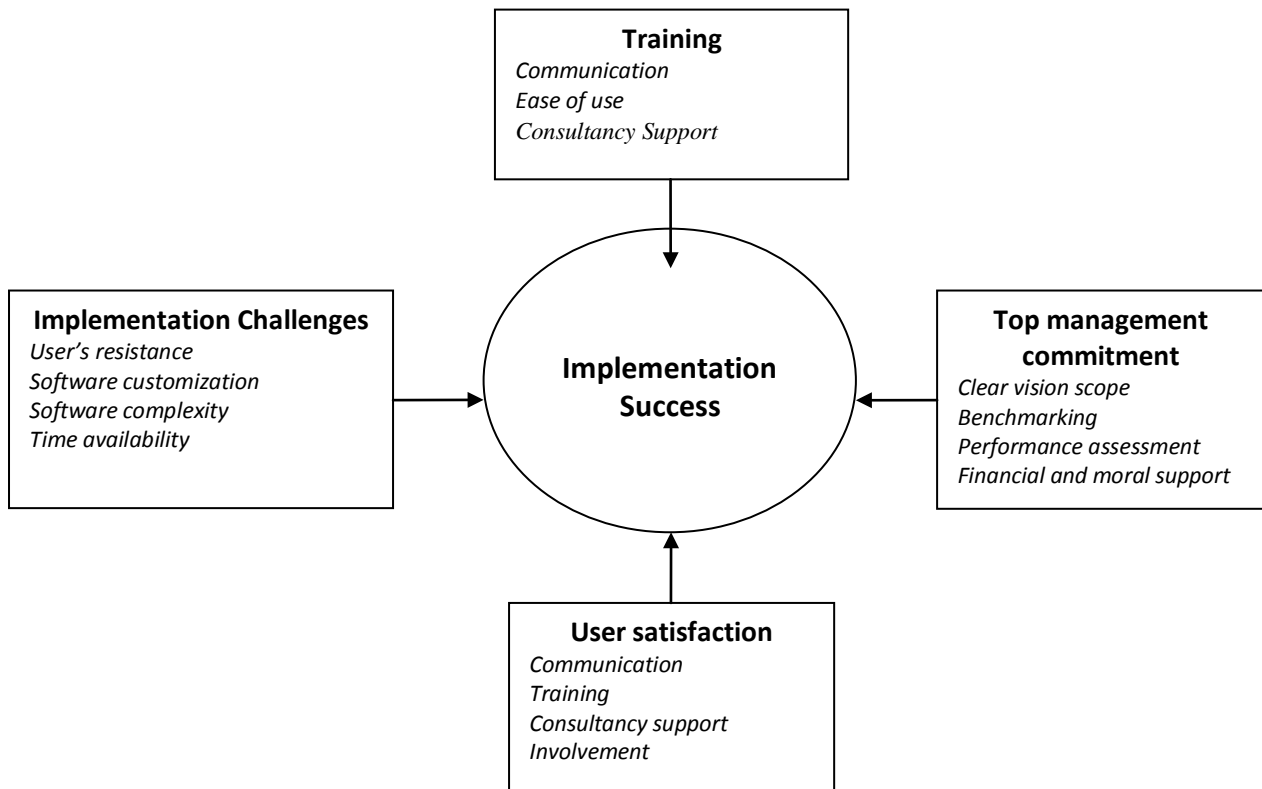 Training
Communication
Ease of use
Consultancy Support
Implementation Challenges
User’s resistance
Software customization
Software complexity
Time availability
Implementation
Success
Top management
commitment
Clear vision scope
Benchmarking
Performance assessment
Financial and moral support
User satisfaction
Communication
Training
Consultancy support
Involvement